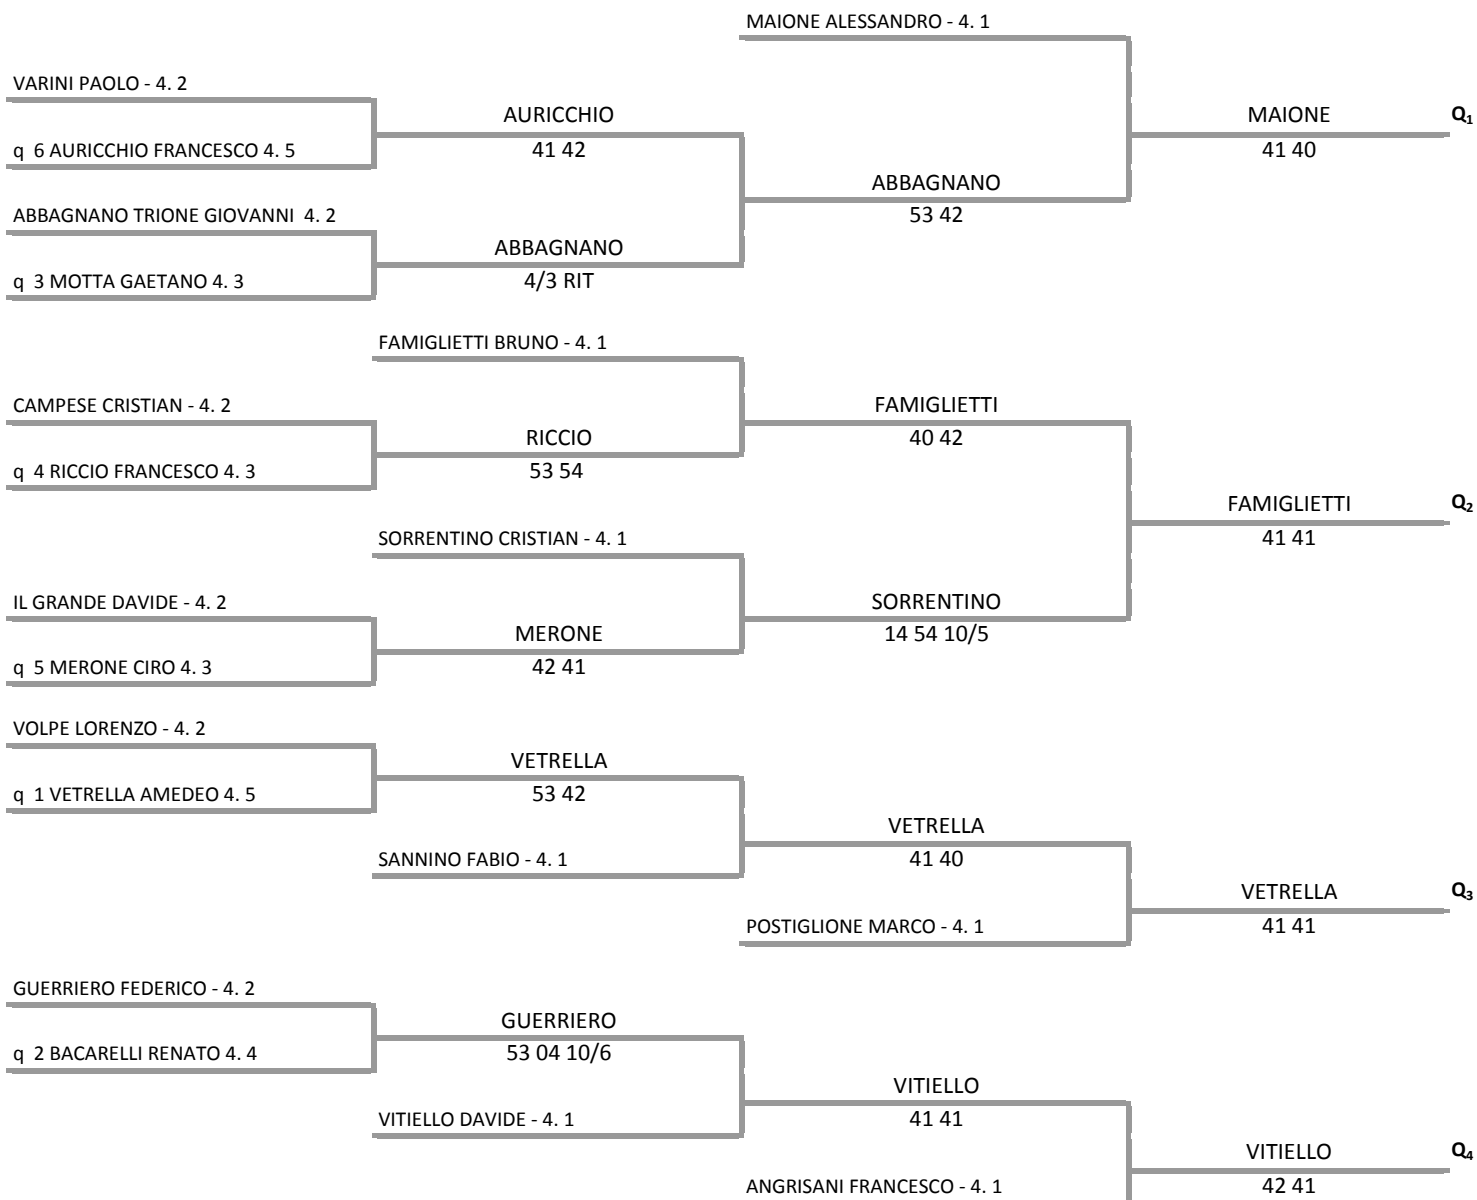 MAIONE ALESSANDRO - 4. 1
VARINI PAOLO - 4. 2
AURICCHIO
MAIONE
Q₁
q 6 AURICCHIO FRANCESCO 4. 5
41 42
41 40
ABBAGNANO
ABBAGNANO TRIONE GIOVANNI 4. 2
53 42
ABBAGNANO
q 3 MOTTA GAETANO 4. 3
4/3 RIT
FAMIGLIETTI BRUNO - 4. 1
CAMPESE CRISTIAN - 4. 2
FAMIGLIETTI
RICCIO
40 42
q 4 RICCIO FRANCESCO 4. 3
53 54
FAMIGLIETTI
Q₂
SORRENTINO CRISTIAN - 4. 1
41 41
IL GRANDE DAVIDE - 4. 2
SORRENTINO
MERONE
14 54 10/5
q 5 MERONE CIRO 4. 3
42 41
VOLPE LORENZO - 4. 2
VETRELLA
q 1 VETRELLA AMEDEO 4. 5
53 42
VETRELLA
SANNINO FABIO - 4. 1
41 40
VETRELLA
Q₃
POSTIGLIONE MARCO - 4. 1
41 41
GUERRIERO FEDERICO - 4. 2
GUERRIERO
q 2 BACARELLI RENATO 4. 4
53 04 10/6
VITIELLO
VITIELLO DAVIDE - 4. 1
41 41
VITIELLO
Q₄
ANGRISANI FRANCESCO - 4. 1
42 41